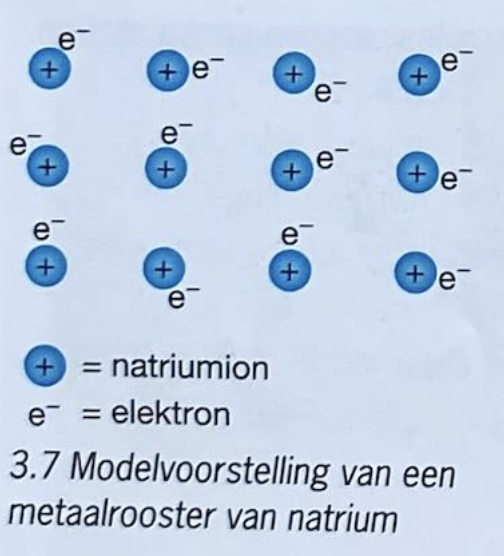 e⁻
+ + e⁻ + + e⁻
e⁻
e⁻ e⁻ e⁻
+ + + + e⁻
e⁻ e⁻
+ + + + e⁻
e⁻
+ = natriumion
e⁻ = elektron
3.7 Modelvoorstelling van een
metaalrooster van natrium